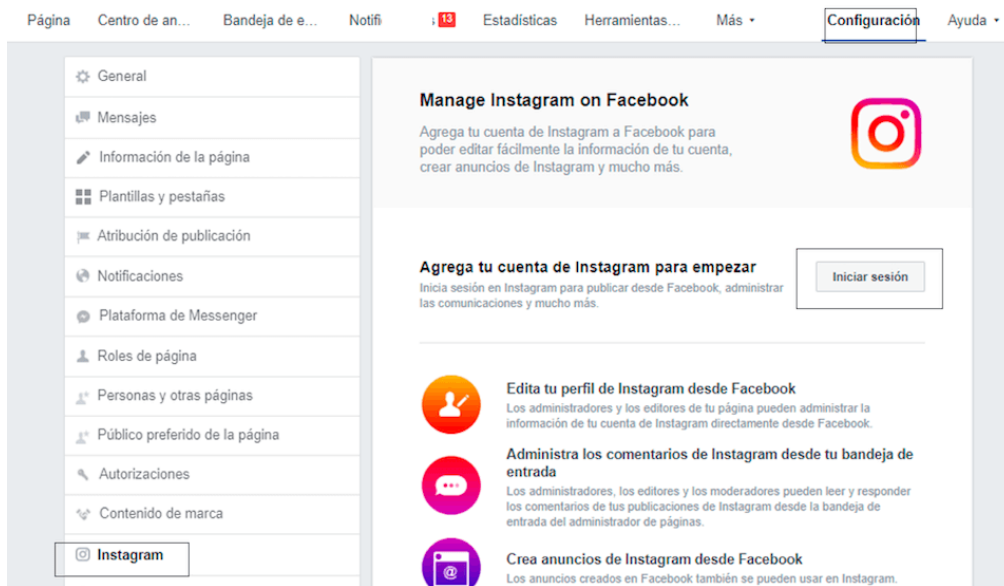 Página Centro de an... Bandeja de e... Notifi 13 Estadísticas Herramientas... Más Configuración Ayuda
General
Mensajes
Información de la página
Plantillas y pestañas
Atribución de publicación
Notificaciones
Plataforma de Messenger
Roles de página
Personas y otras páginas
Público preferido de la página
Autorizaciones
Contenido de marca
Instagram
Manage Instagram on Facebook
Agrega tu cuenta de Instagram a Facebook para
poder editar fácilmente la información de tu cuenta,
crear anuncios de Instagram y mucho más.
Agrega tu cuenta de Instagram para empezar
Inicia sesión en Instagram para publicar desde Facebook, administrar
las comunicaciones y mucho más.
Iniciar sesión
Edita tu perfil de Instagram desde Facebook
Los administradores y los editores de tu página pueden administrar la
información de tu cuenta de Instagram directamente desde Facebook.
Administra los comentarios de Instagram desde tu bandeja de
entrada
Los administradores, los editores y los moderadores pueden leer y responder
los comentarios de tus publicaciones de Instagram desde la bandeja de
entrada del administrador de páginas.
Crea anuncios de Instagram desde Facebook
Los anuncios creados en Facebook también se pueden usar en Instagram.